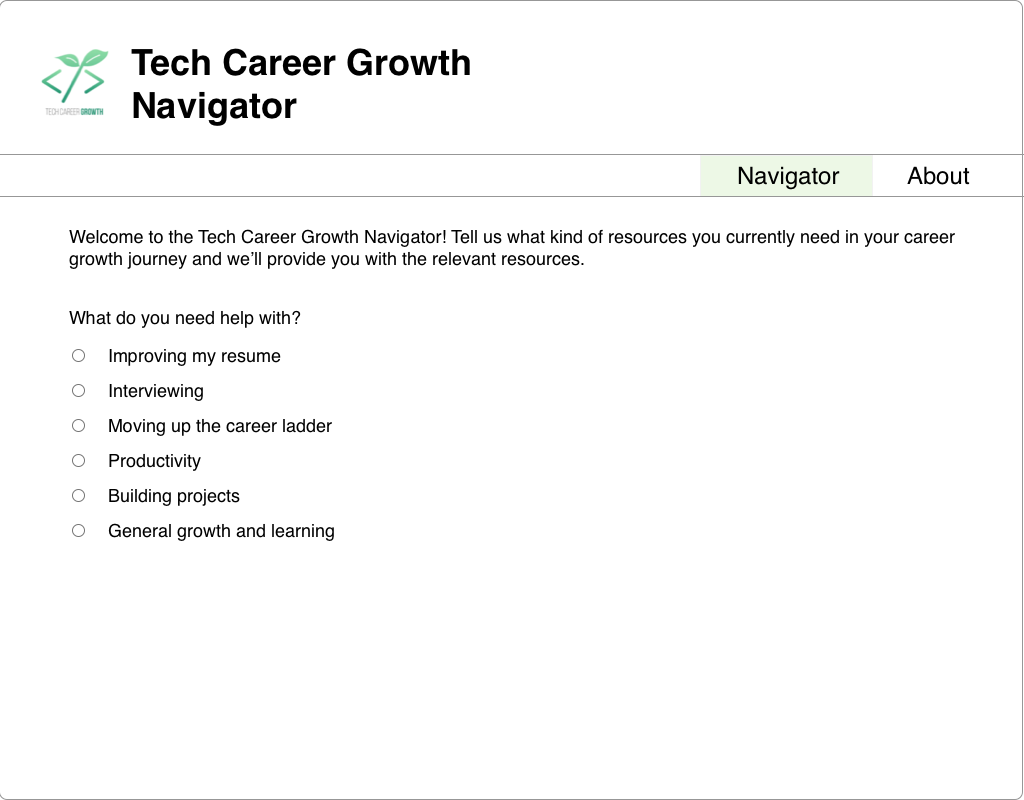 Tech Career Growth
Navigator
TECH CAREER GROWTH
Navigator
About
Welcome to the Tech Career Growth Navigator! Tell us what kind of resources you currently need in your career
growth journey and we’ll provide you with the relevant resources.
What do you need help with?
Improving my resume
Interviewing
Moving up the career ladder
Productivity
Building projects
General growth and learning